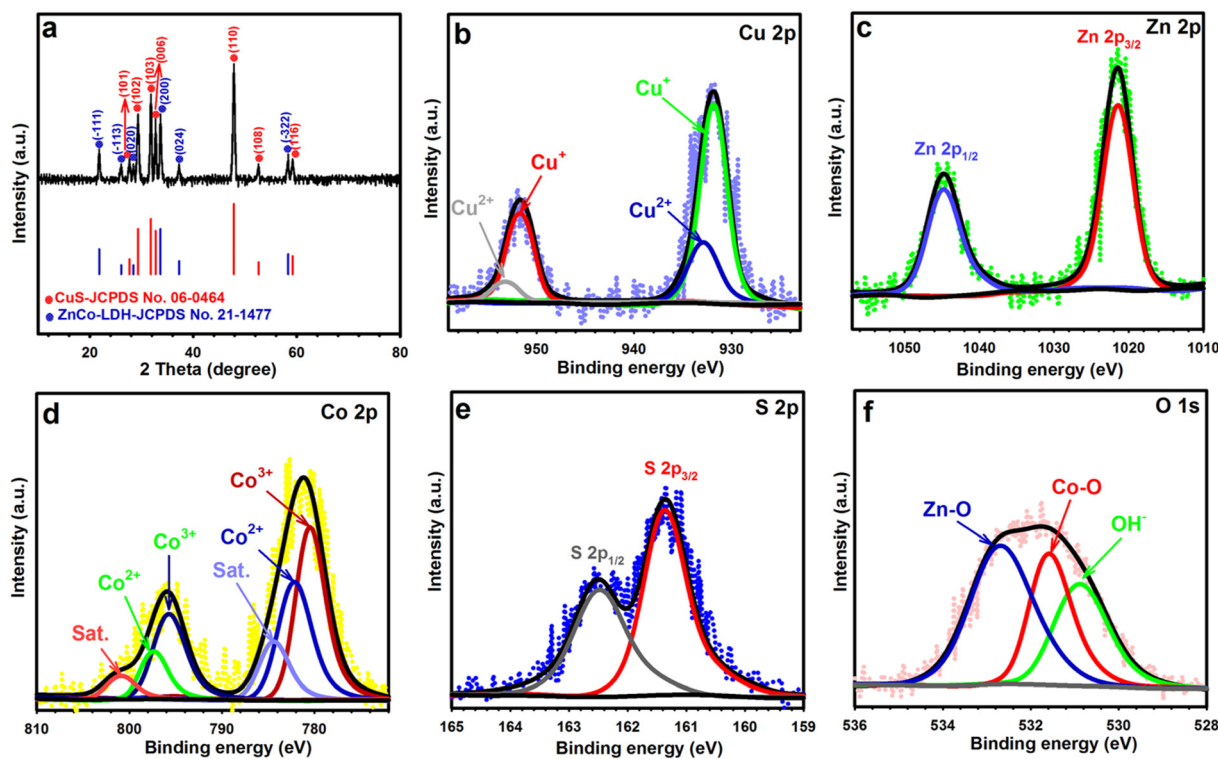 a
Intensity (a.u.)
(-111)
(-113)
(101)
(020)
(102)
(103)
(006)
(200)
(024)
(110)
(108)
(-322)
(116)
CuS-JCPDS No. 06-0464
ZnCo-LDH-JCPDS No. 21-1477
20 40 60 80
2 Theta (degree)
b
Cu 2p
Intensity (a.u.)
Cu⁺
Cu⁺
Cu²⁺
Cu²⁺
950 940 930
Binding energy (eV)
c
Zn 2p
Intensity (a.u.)
Zn 2p₃/₂
Zn 2p₁/₂
1050 1040 1030 1020 1010
Binding energy (eV)
d
Co 2p
Intensity (a.u.)
Co³⁺
Co³⁺
Co²⁺
Co²⁺
Sat.
Sat.
810 800 790 780
Binding energy (eV)
e
S 2p
Intensity (a.u.)
S 2p₃/₂
S 2p₁/₂
165 164 163 162 161 160 159
Binding energy (eV)
f
O 1s
Intensity (a.u.)
Zn-O
Co-O
OH⁻
536 534 532 530 528
Binding energy (eV)